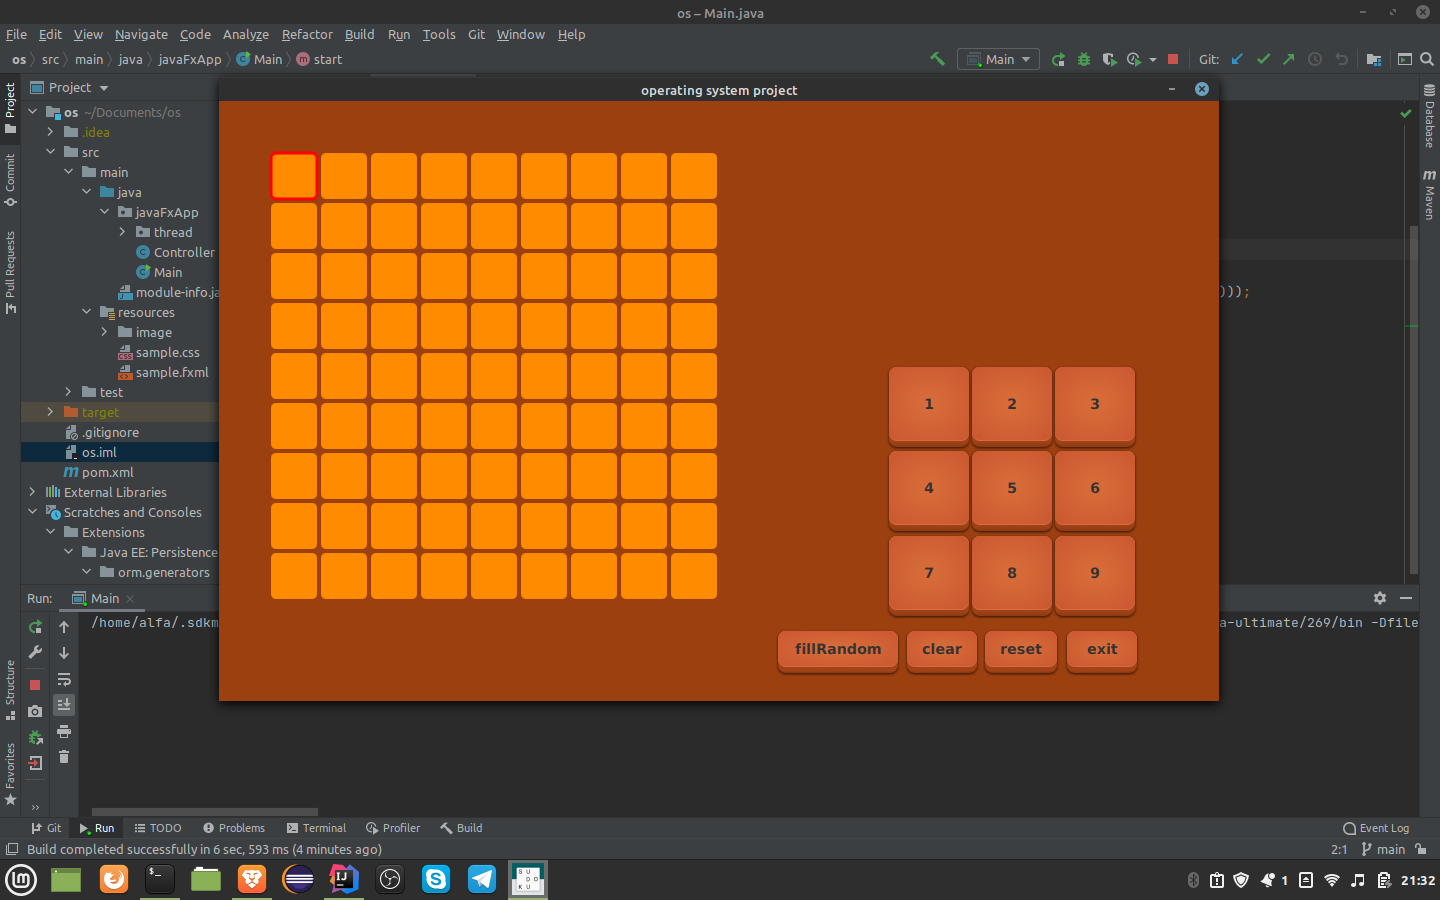 os – Main.java
File Edit View Navigate Code Analyze Refactor Build Run Tools Git Window Help
os src main java javaFxApp Main start
Main
Git:
Project
operating system project
os ~/Documents/os
.idea
src
main
java
javaFxApp
thread
Controller
Main
module-info.ja
)));
resources
image
sample.css
sample.fxml
test
target
.gitignore
os.iml
pom.xml
External Libraries
Scratches and Consoles
Extensions
Java EE: Persistence
orm.generators
1 2 3
4 5 6
7 8 9
fillRandom clear reset exit
Project
Commit
Pull Requests
Structure
Favorites
Database
Maven
Run: Main
/home/alfa/.sdkm
a-ultimate/269/bin -Dfile
Git Run TODO Problems Terminal Profiler Build Event Log
Build completed successfully in 6 sec, 593 ms (4 minutes ago)
2:1 main
S U
D O
K U
1 21:32